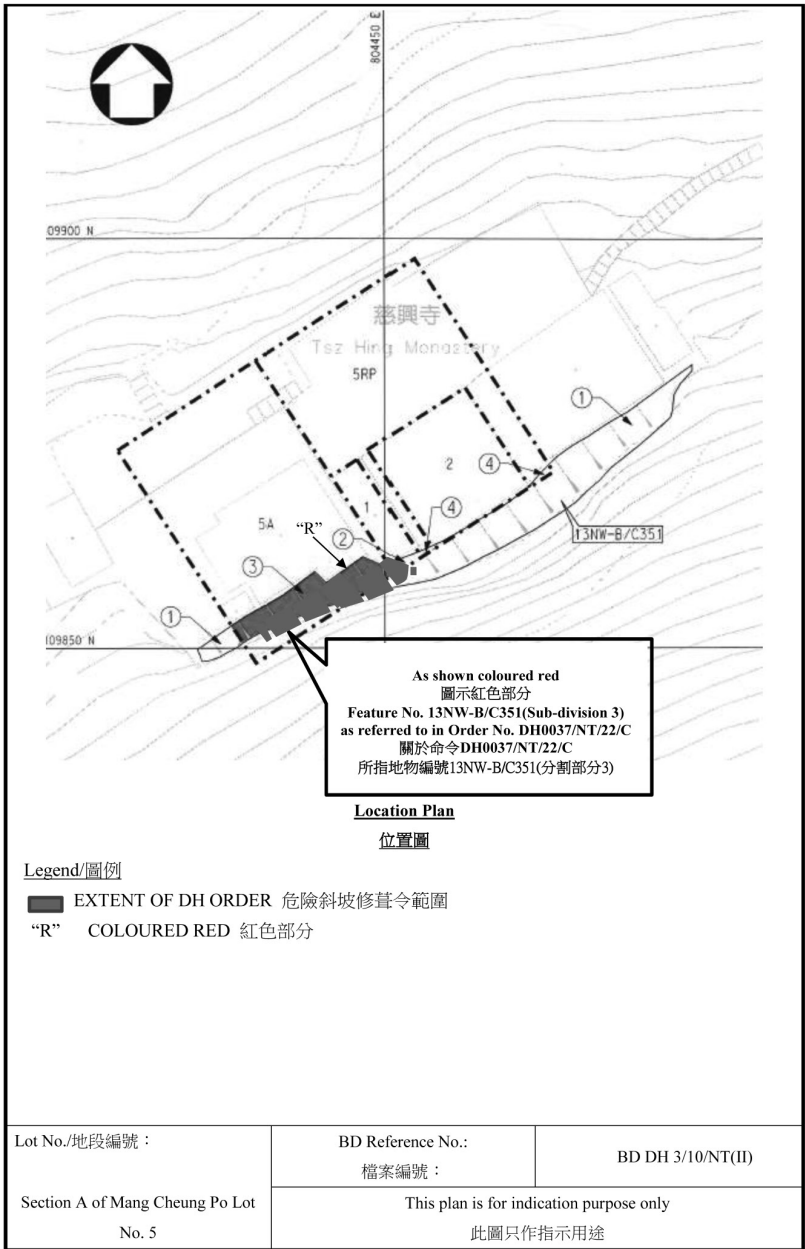 804450 E
09900 N
慈興寺
Tsz Hing Monastery
5RP
1
2
4
1
4
5A
“R”
2
13NW-B/C351
3
1
109850 N
As shown coloured red
圖示紅色部分
Feature No. 13NW-B/C351(Sub-division 3)
as referred to in Order No. DH0037/NT/22/C
關於命令DH0037/NT/22/C
所指地物編號13NW-B/C351(分割部分3)
Location Plan
位置圖
Legend/圖例
EXTENT OF DH ORDER 危險斜坡修葺令範圍
“R” COLOURED RED 紅色部分
Lot No./地段編號：
Section A of Mang Cheung Po Lot
No. 5
BD Reference No.:
檔案編號：
BD DH 3/10/NT(II)
This plan is for indication purpose only
此圖只作指示用途